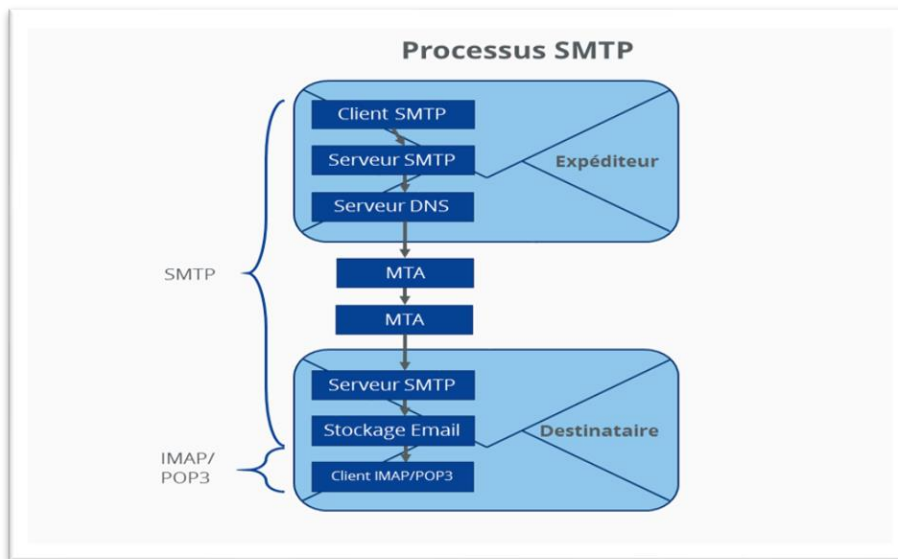 Processus SMTP
Client SMTP
Serveur SMTP
Expéditeur
Serveur DNS
SMTP
MTA
MTA
Serveur SMTP
Stockage Email
Destinataire
IMAP/
POP3
Client IMAP/POP3